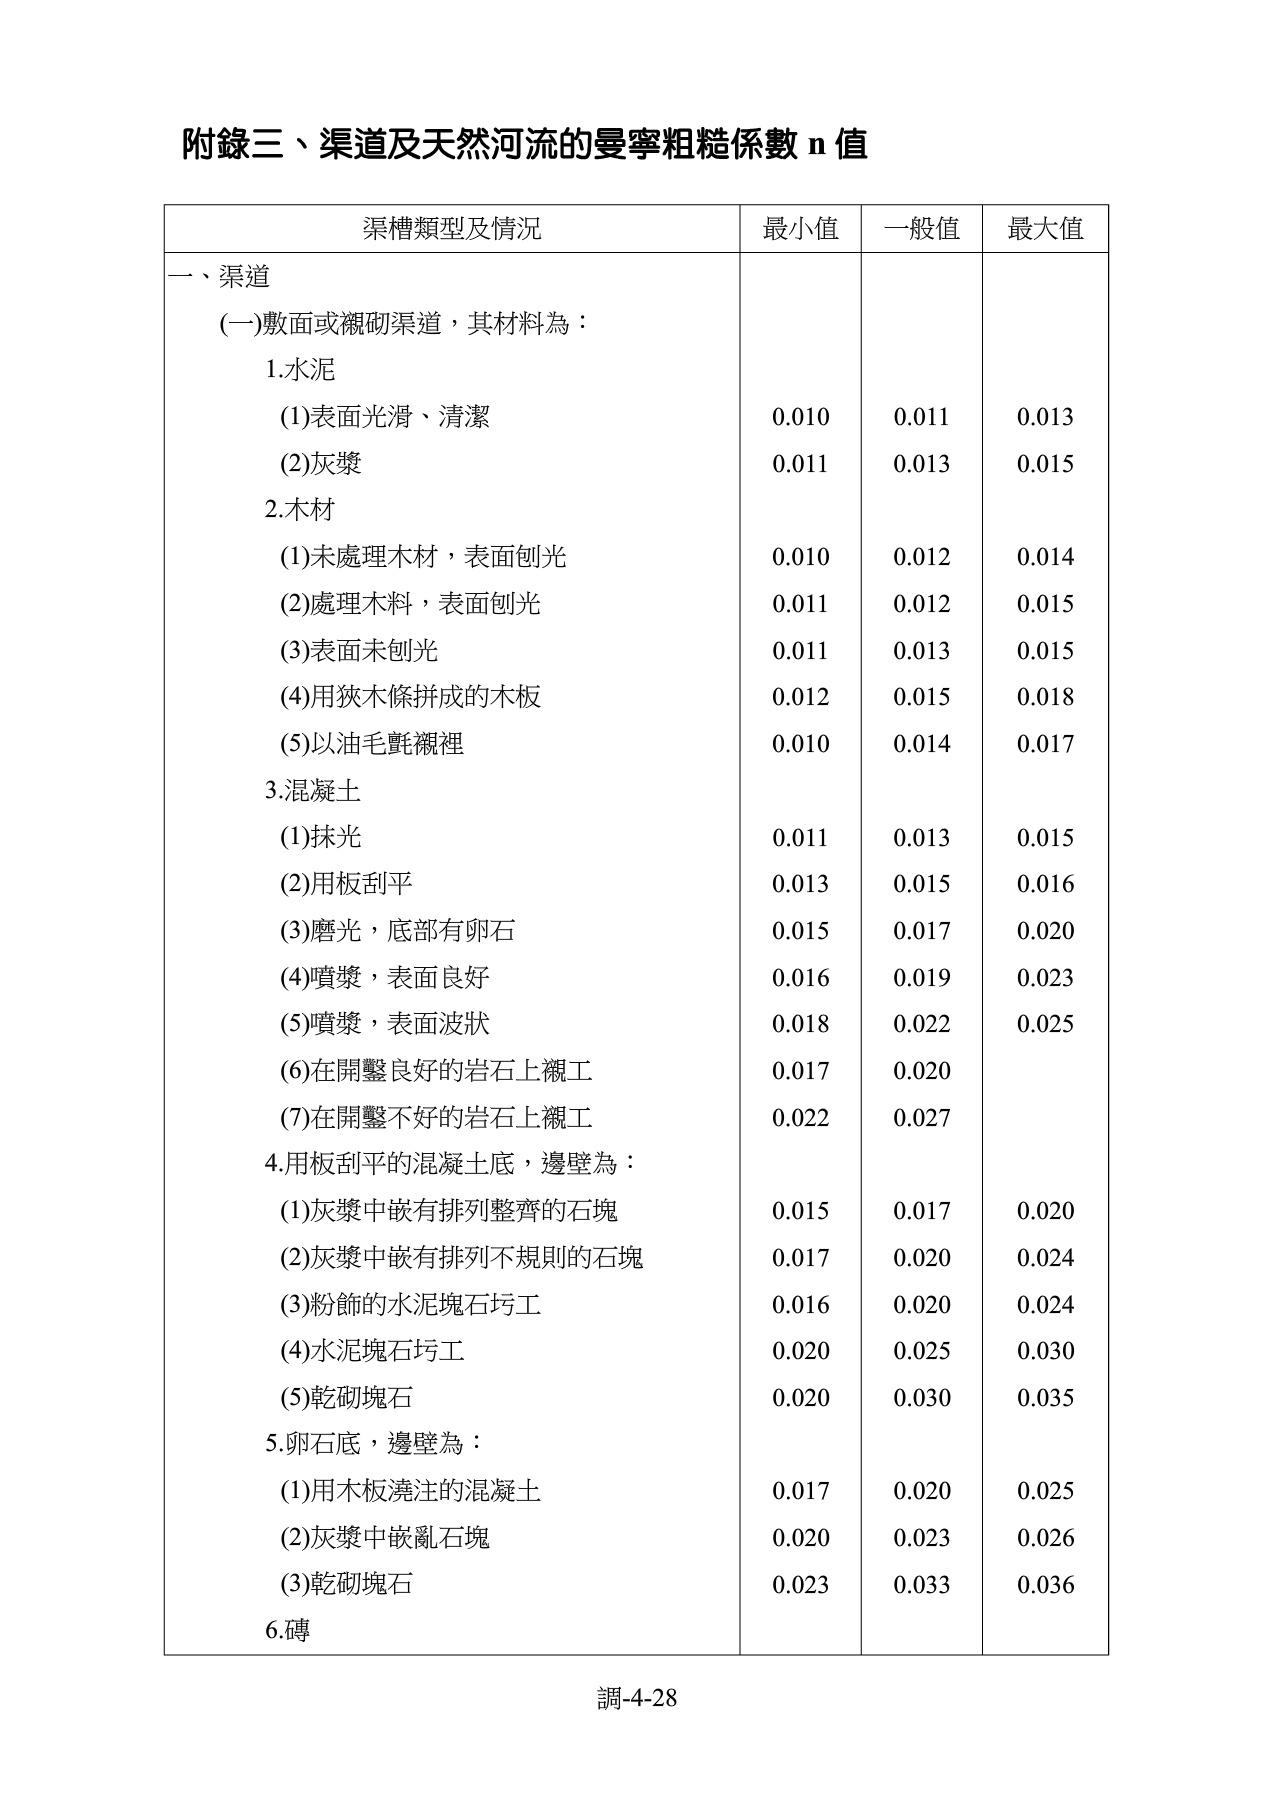 附錄三、渠道及天然河流的曼寧粗糙係數 n 值
渠槽類型及情況 最小值 一般值 最大值
一、渠道
(一)敷面或襯砌渠道，其材料為：
1.水泥
(1)表面光滑、清潔 0.010 0.011 0.013
(2)灰漿 0.011 0.013 0.015
2.木材
(1)未處理木材，表面刨光 0.010 0.012 0.014
(2)處理木料，表面刨光 0.011 0.012 0.015
(3)表面未刨光 0.011 0.013 0.015
(4)用狹木條拼成的木板 0.012 0.015 0.018
(5)以油毛氈襯裡 0.010 0.014 0.017
3.混凝土
(1)抹光 0.011 0.013 0.015
(2)用板刮平 0.013 0.015 0.016
(3)磨光，底部有卵石 0.015 0.017 0.020
(4)噴漿，表面良好 0.016 0.019 0.023
(5)噴漿，表面波狀 0.018 0.022 0.025
(6)在開鑿良好的岩石上襯工 0.017 0.020
(7)在開鑿不好的岩石上襯工 0.022 0.027
4.用板刮平的混凝土底，邊壁為：
(1)灰漿中嵌有排列整齊的石塊 0.015 0.017 0.020
(2)灰漿中嵌有排列不規則的石塊 0.017 0.020 0.024
(3)粉飾的水泥塊石圬工 0.016 0.020 0.024
(4)水泥塊石圬工 0.020 0.025 0.030
(5)乾砌塊石 0.020 0.030 0.035
5.卵石底，邊壁為：
(1)用木板澆注的混凝土 0.017 0.020 0.025
(2)灰漿中嵌亂石塊 0.020 0.023 0.026
(3)乾砌塊石 0.023 0.033 0.036
6.磚
調-4-28